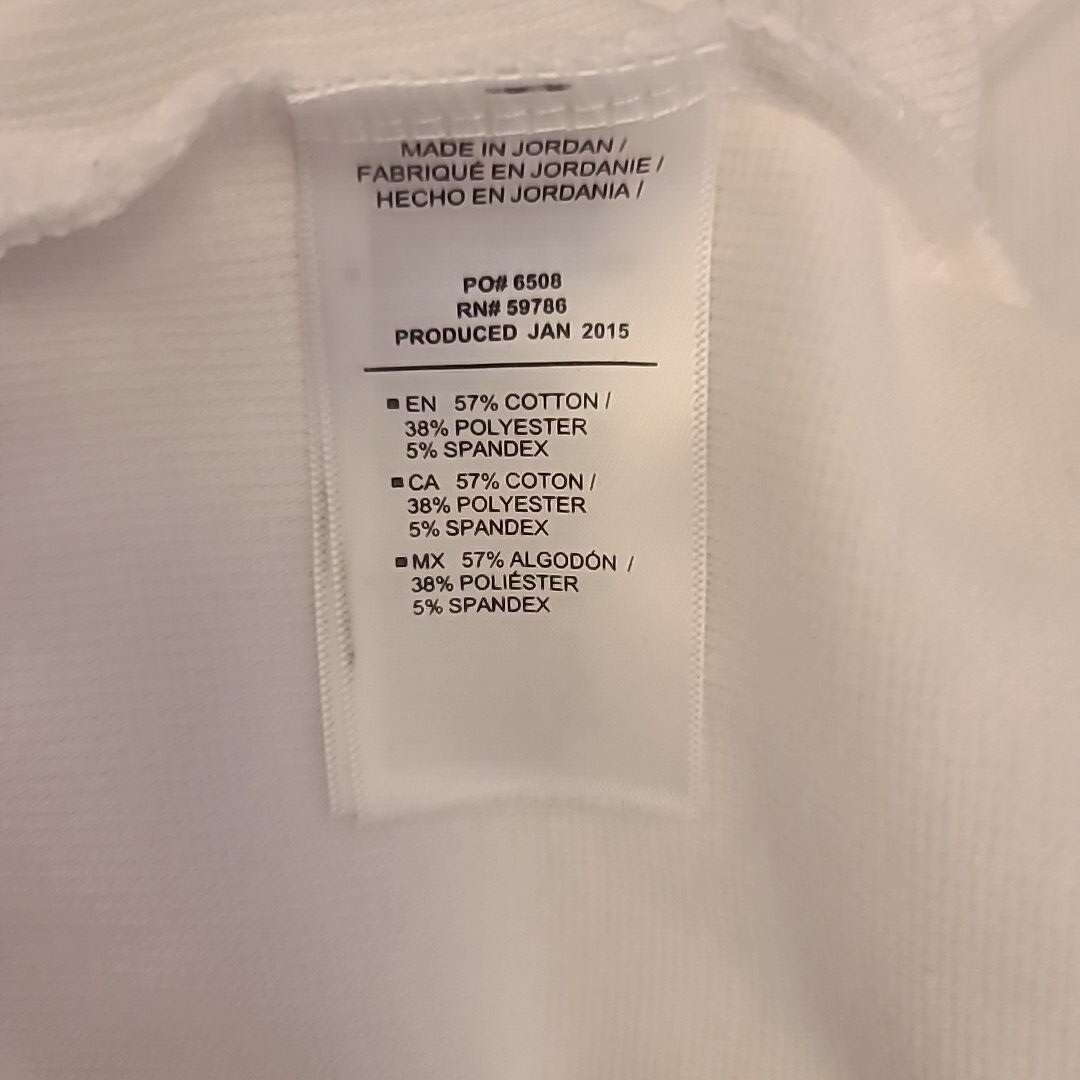 MADE IN JORDAN /
FABRIQUÉ EN JORDANIE /
HECHO EN JORDANIA /
PO# 6508
RN# 59786
PRODUCED JAN 2015
EN 57% COTTON /
38% POLYESTER
5% SPANDEX
CA 57% COTON /
38% POLYESTER
5% SPANDEX
MX 57% ALGODÓN /
38% POLIÉSTER
5% SPANDEX